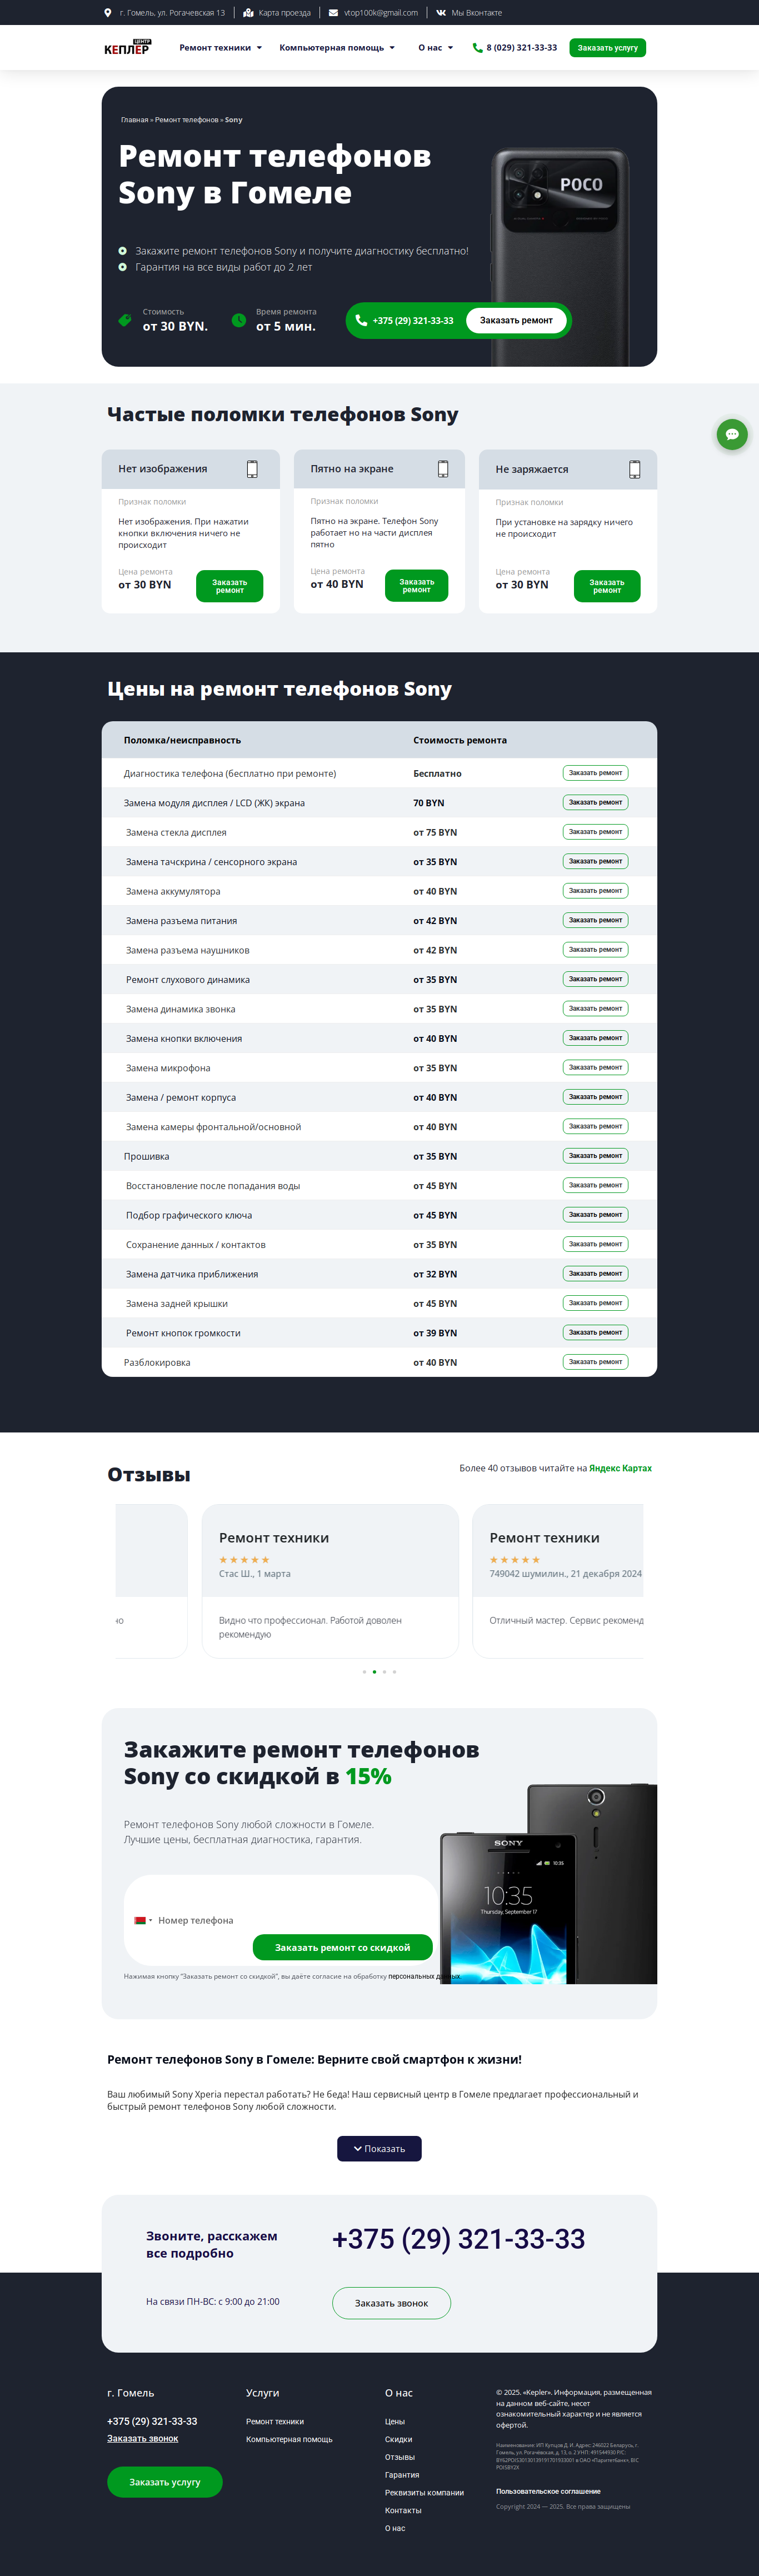 г. Гомель, ул. Рогачевская 13 Карта проезда vtop100k@gmail.com Мы Вконтакте
КЕПЛЕР ЦЕНТР Ремонт техники Компьютерная помощь О нас 8 (029) 321-33-33 Заказать услугу
Главная » Ремонт телефонов » Sony
Ремонт телефонов
Sony в Гомеле
POCO
Закажите ремонт телефонов Sony и получите диагностику бесплатно!
Гарантия на все виды работ до 2 лет
Стоимость
от 30 BYN.
Время ремонта
от 5 мин.
+375 (29) 321-33-33 Заказать ремонт
Частые поломки телефонов Sony
Нет изображения
Признак поломки
Нет изображения. При нажатии
кнопки включения ничего не
происходит
Цена ремонта
от 30 BYN
Заказать
ремонт
Пятно на экране
Признак поломки
Пятно на экране. Телефон Sony
работает но на части дисплея
пятно
Цена ремонта
от 40 BYN
Заказать
ремонт
Не заряжается
Признак поломки
При установке на зарядку ничего
не происходит
Цена ремонта
от 30 BYN
Заказать
ремонт
Цены на ремонт телефонов Sony
Поломка/неисправность Стоимость ремонта
Диагностика телефона (бесплатно при ремонте) Бесплатно Заказать ремонт
Замена модуля дисплея / LCD (ЖК) экрана 70 BYN Заказать ремонт
Замена стекла дисплея от 75 BYN Заказать ремонт
Замена тачскрина / сенсорного экрана от 35 BYN Заказать ремонт
Замена аккумулятора от 40 BYN Заказать ремонт
Замена разъема питания от 42 BYN Заказать ремонт
Замена разъема наушников от 42 BYN Заказать ремонт
Ремонт слухового динамика от 35 BYN Заказать ремонт
Замена динамика звонка от 35 BYN Заказать ремонт
Замена кнопки включения от 40 BYN Заказать ремонт
Замена микрофона от 35 BYN Заказать ремонт
Замена / ремонт корпуса от 40 BYN Заказать ремонт
Замена камеры фронтальной/основной от 40 BYN Заказать ремонт
Прошивка от 35 BYN Заказать ремонт
Восстановление после попадания воды от 45 BYN Заказать ремонт
Подбор графического ключа от 45 BYN Заказать ремонт
Сохранение данных / контактов от 35 BYN Заказать ремонт
Замена датчика приближения от 32 BYN Заказать ремонт
Замена задней крышки от 45 BYN Заказать ремонт
Ремонт кнопок громкости от 39 BYN Заказать ремонт
Разблокировка от 40 BYN Заказать ремонт
Отзывы
Более 40 отзывов читайте на Яндекс Картах
Ремонт техники
Стас Ш., 1 марта
Видно что профессионал. Работой доволен
рекомендую
Ремонт техники
749042 шумилин., 21 декабря 2024
Отличный мастер. Сервис рекоменд
Закажите ремонт телефонов
Sony со скидкой в 15%
Ремонт телефонов Sony любой сложности в Гомеле.
Лучшие цены, бесплатная диагностика, гарантия.
Номер телефона
Заказать ремонт со скидкой
Нажимая кнопку "Заказать ремонт со скидкой", вы даёте согласие на обработку персональных данных
SONY
10:35
10:35
Thursday, September 17
Ремонт телефонов Sony в Гомеле: Верните свой смартфон к жизни!
Ваш любимый Sony Xperia перестал работать? Не беда! Наш сервисный центр в Гомеле предлагает профессиональный и
быстрый ремонт телефонов Sony любой сложности.
Показать
Звоните, расскажем
все подробно
+375 (29) 321-33-33
На связи ПН-ВС: с 9:00 до 21:00
Заказать звонок
г. Гомель
+375 (29) 321-33-33
Заказать звонок
Заказать услугу
Услуги
Ремонт техники
Компьютерная помощь
О нас
Цены
Скидки
Отзывы
Гарантия
Реквизиты компании
Контакты
О нас
© 2025. «Kepler». Информация, размещенная
на данном веб-сайте, несет
ознакомительный характер и не является
офертой.
Наименование: ИП Купцов Д. И. Адрес: 246022 Беларусь, г.
Гомель, ул. Рогачёвская, д. 13, о. 2 УНП: 491544930
в ОАО «Паритетбанк», BIC
POISBY2X
Пользовательское соглашение
Copyright 2024 — 2025. Все права защищены